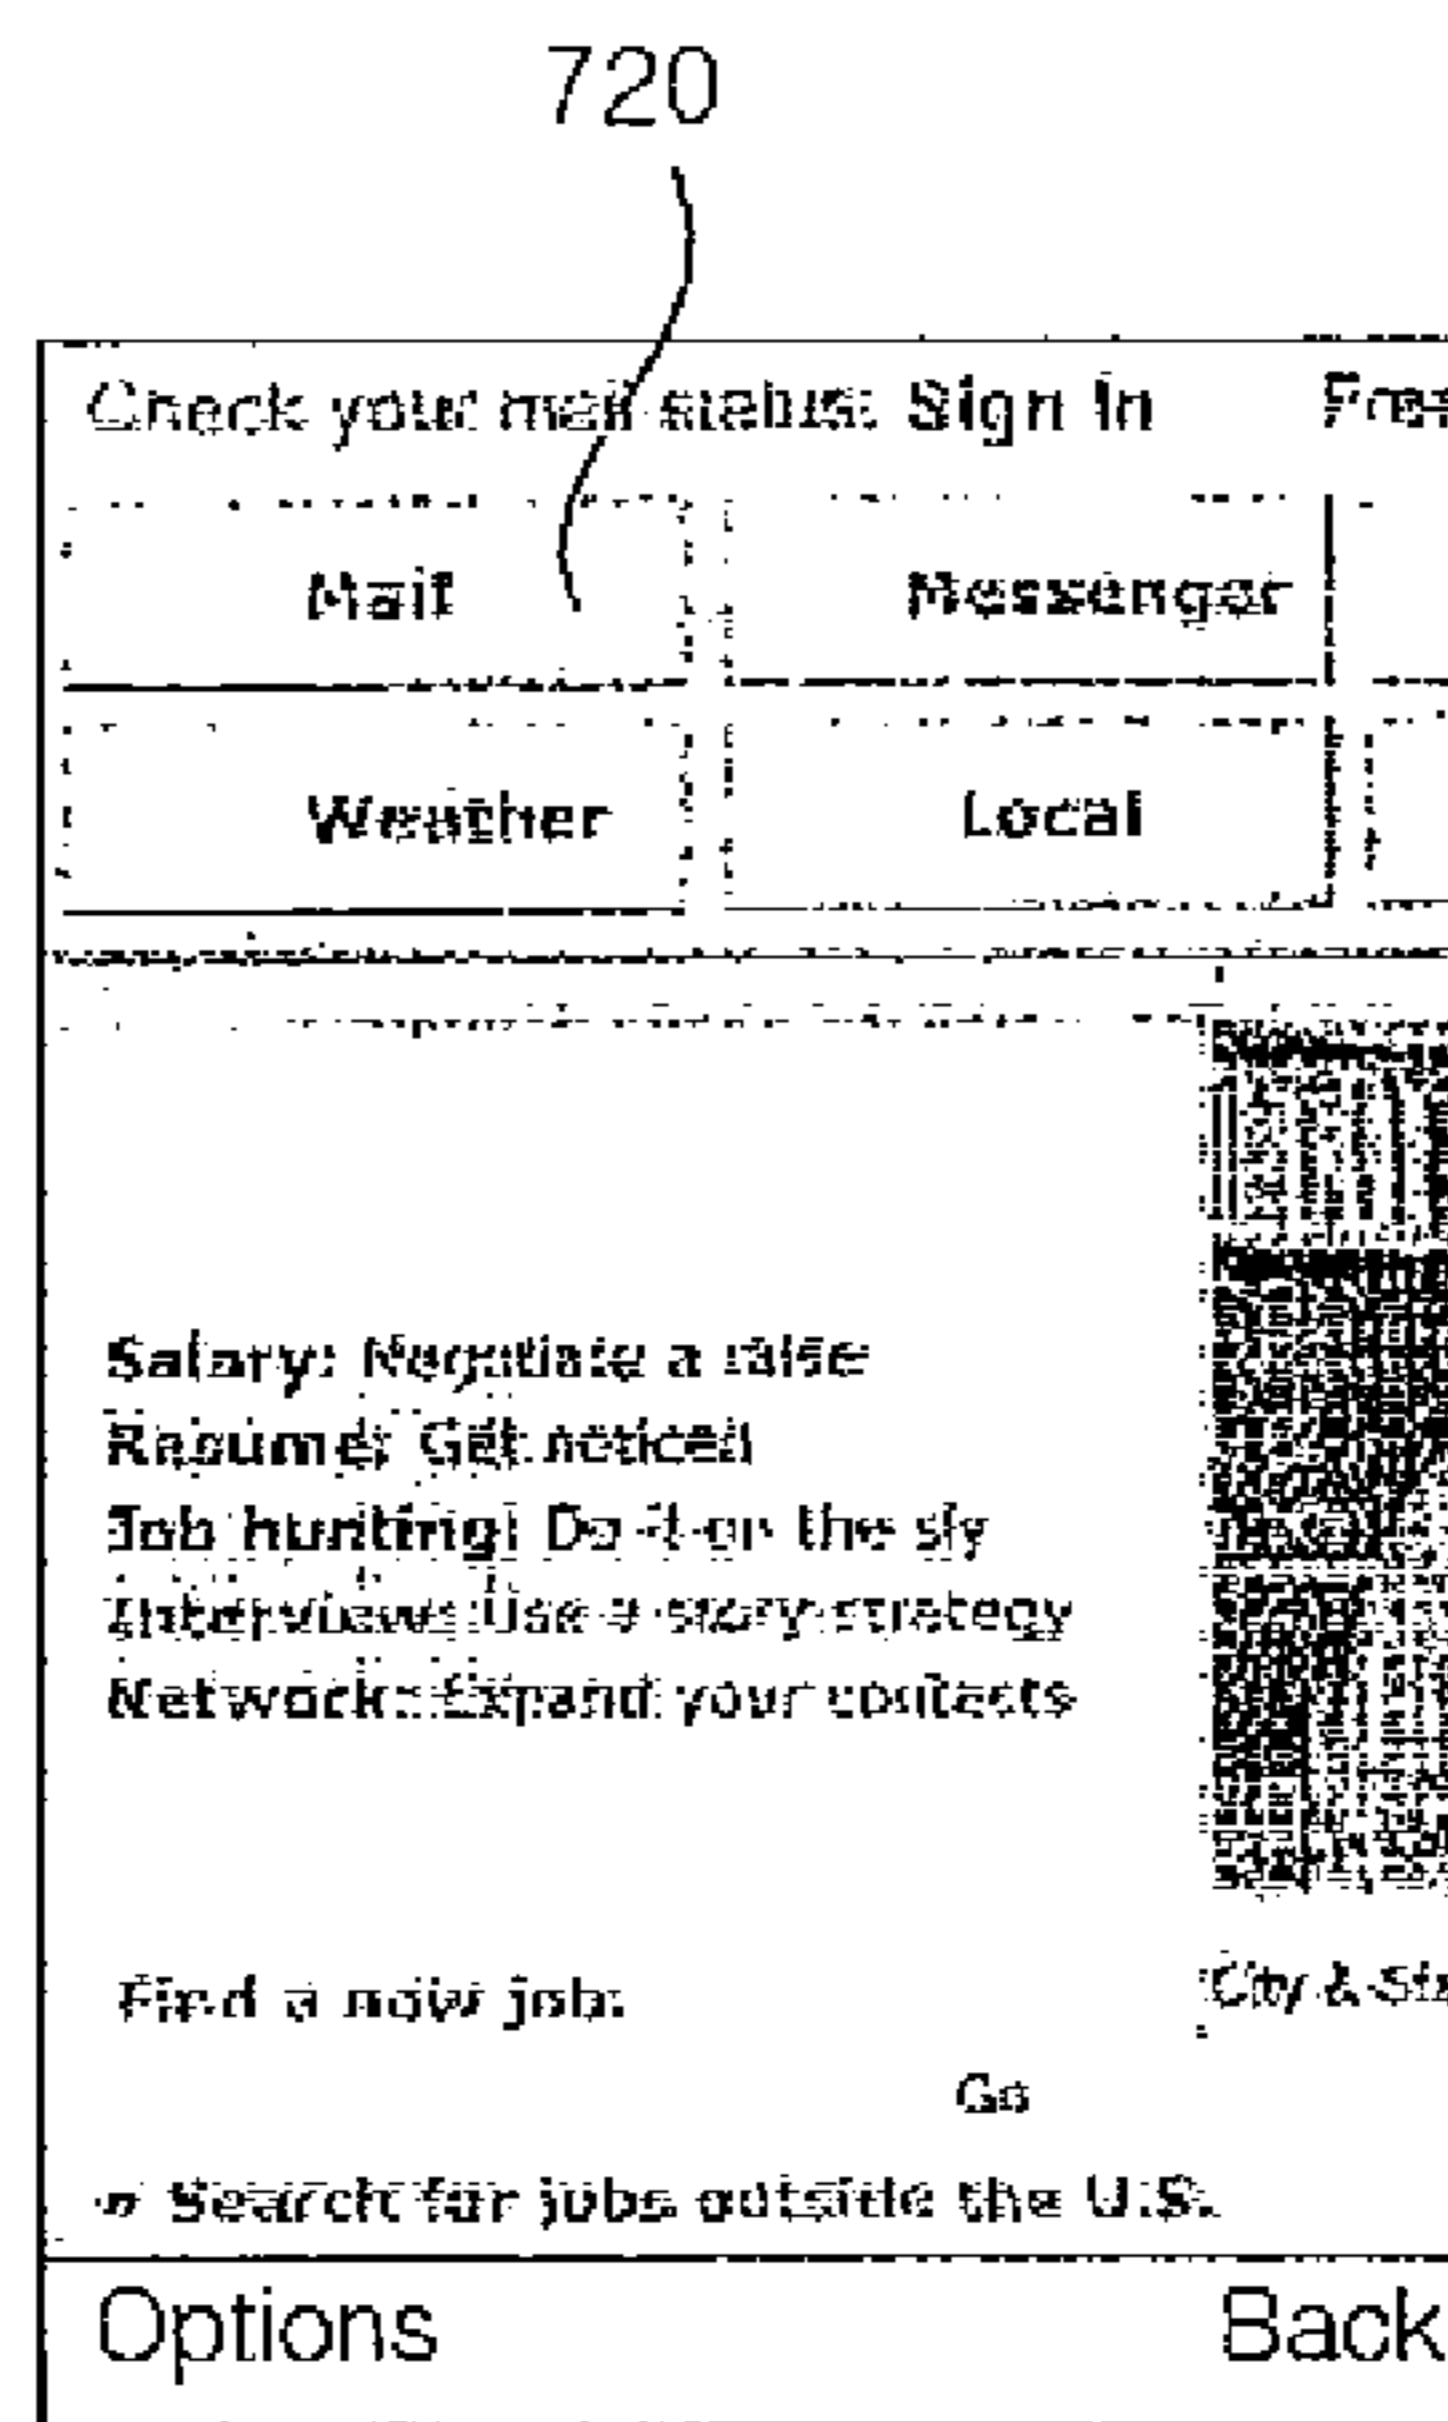 720
Check your mail status: Sign In
Mail Messenger
Weather Local
Salary: Negotiate a raise
Resume: Get noticed
Job hunting: Do it on the sly
Interviews: Use a story strategy
Network: Expand your contacts
Find a new job: City &
Go
Search for jobs outside the U.S.
Options Back